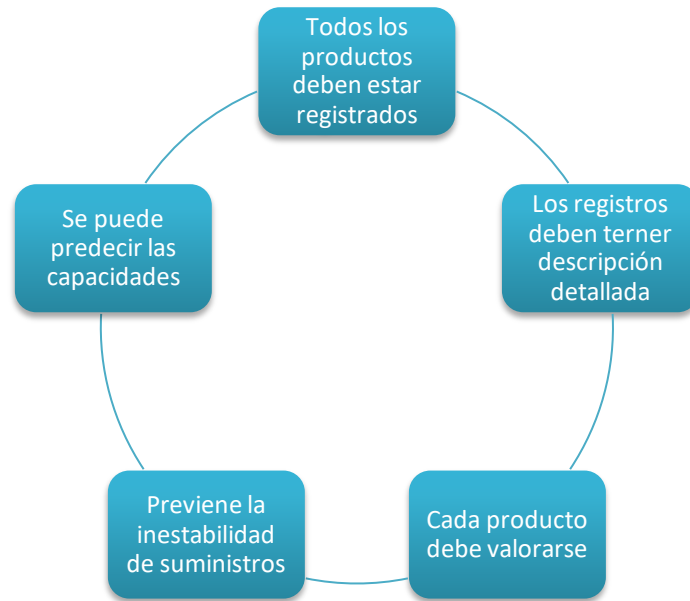 Todos los
productos
deben estar
registrados
Los registros
deben terner
descripción
detallada
Cada producto
debe valorarse
Previene la
inestabilidad
de suministros
Se puede
predecir las
capacidades